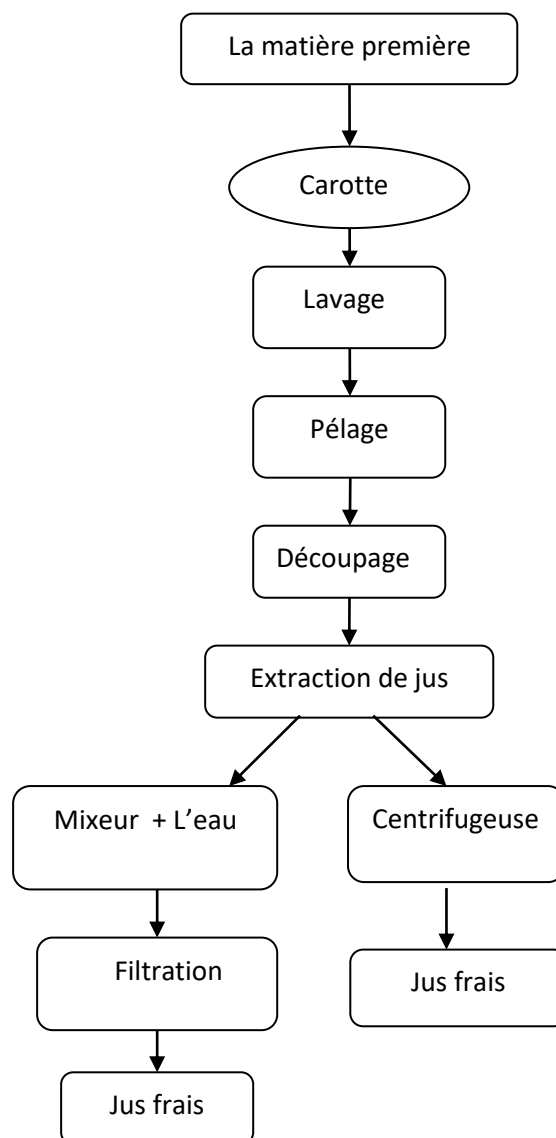 La matière première
Carotte
Lavage
Pélage
Découpage
Extraction de jus
Mixeur + L’eau
Centrifugeuse
Filtration
Jus frais
Jus frais